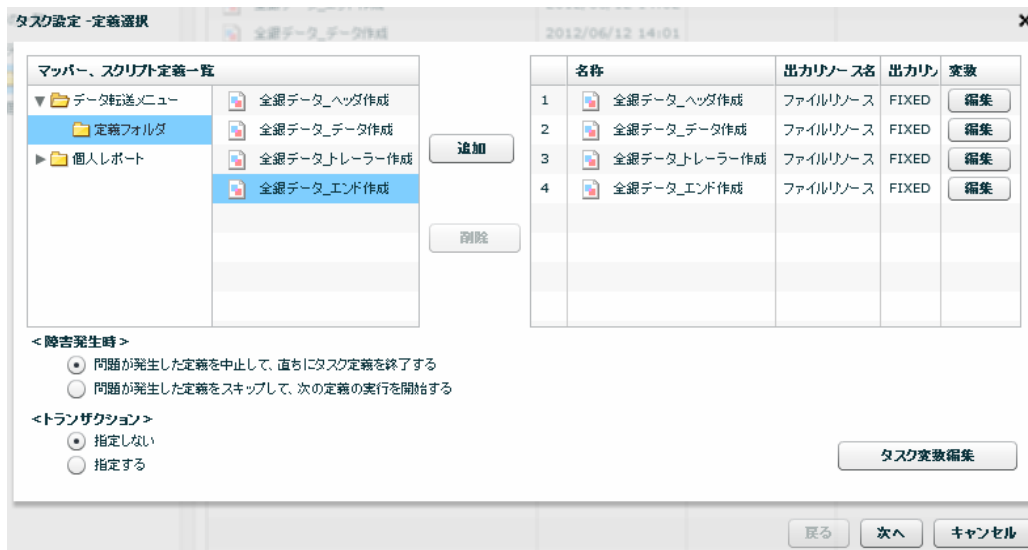 全銀データ_データ作成 2012/06/12 14:01
タスク設定 -定義選択
マッパー、スクリプト定義一覧
データ転送メニュー
定義フォルダ
個人レポート
全銀データ_ヘッダ作成
全銀データ_データ作成
全銀データ_トレーラー作成
全銀データ_エンド作成
追加
削除
名称 出力リソース名 出力リソ 変数
1 全銀データ_ヘッダ作成 ファイルリソース FIXED 編集
2 全銀データ_データ作成 ファイルリソース FIXED 編集
3 全銀データ_トレーラー作成 ファイルリソース FIXED 編集
4 全銀データ_エンド作成 ファイルリソース FIXED 編集
<障害発生時>
問題が発生した定義を中止して、直ちにタスク定義を終了する
問題が発生した定義をスキップして、次の定義の実行を開始する
<トランザクション>
指定しない
指定する
タスク変数編集
戻る 次へ キャンセル